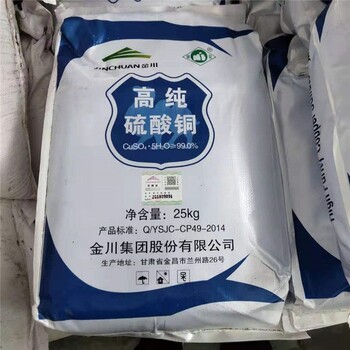 JINCHUAN 金川
高纯
硫酸铜
CuSO₄·5H₂O≥99.0%
净含量: 25kg
产品标准: Q/YSJC-CP49-2014
金川集团股份有限公司
生产地址: 甘肃省金昌市兰州路26号